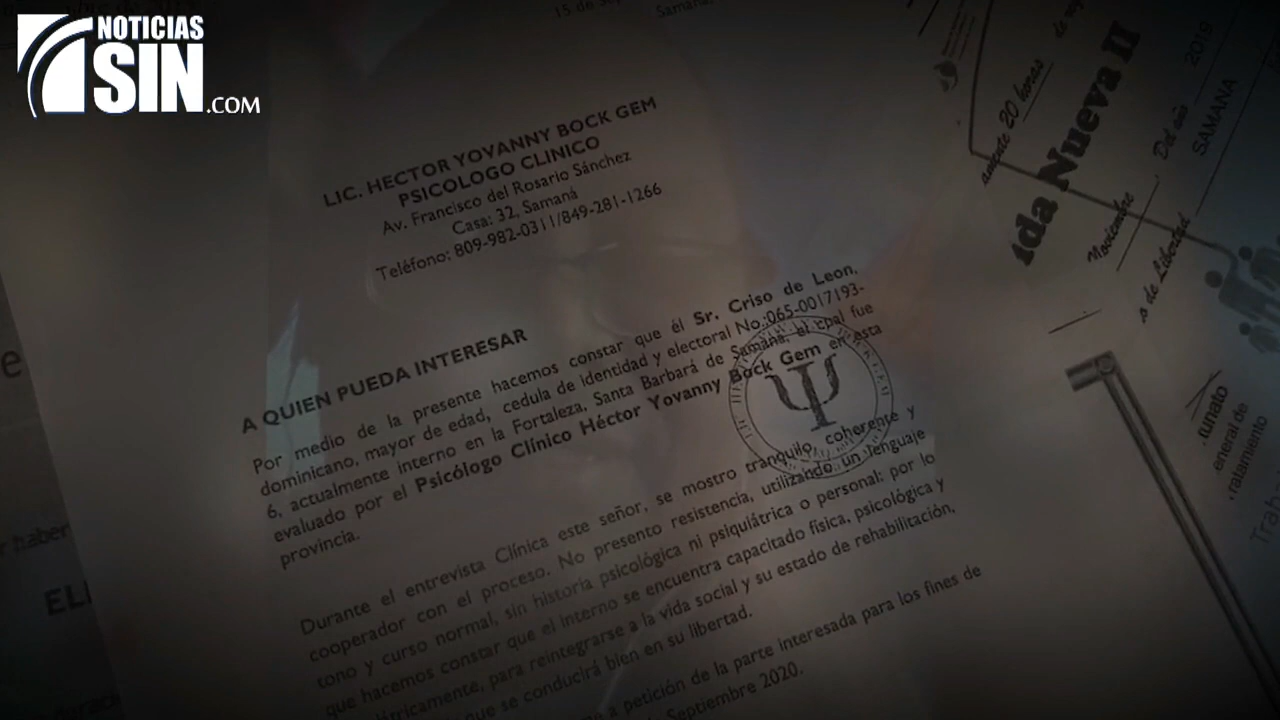 NOTICIAS
SIN
.COM
15 de
Samaná,
LIC. HECTOR YOVANNY BOCK GEM
PSICOLOGO CLINICO
Av. Francisco del Rosario Sánchez
Casa: 32, Samaná
Teléfono: 809-982-0311/849-281-1266
A QUIEN PUEDA INTERESAR
Por medio de la presente hacemos constar que él Sr. Criso de Leon.
dominicano, mayor de edad, cedula de identidad y electoral No.:065-0017193-
6, actualmente interno en la Fortaleza, Santa Barbará de Samaná, el cual fue
evaluado por el Psicólogo Clínico Héctor Yovanny Bock Gem en esta
provincia.
Durante el entrevista Clínica este señor, se mostro tranquilo, coherente y
cooperador con el proceso. No presento resistencia, utilizando un lenguaje
tono y curso normal, sin historia psicológica ni psiquiátrica o personal; por lo
que hacemos constar que el interno se encuentra capacitado física, psicológica y
para reintegrarse a la vida social y su estado de rehabilitación,
que se conducirá bien en su libertad.
a petición de la parte interesada para los fines de
Septiembre 2020.
20 horas de
ida Nueva II
Noviembre Del año 2019
s de Libertad SAMANA
haber